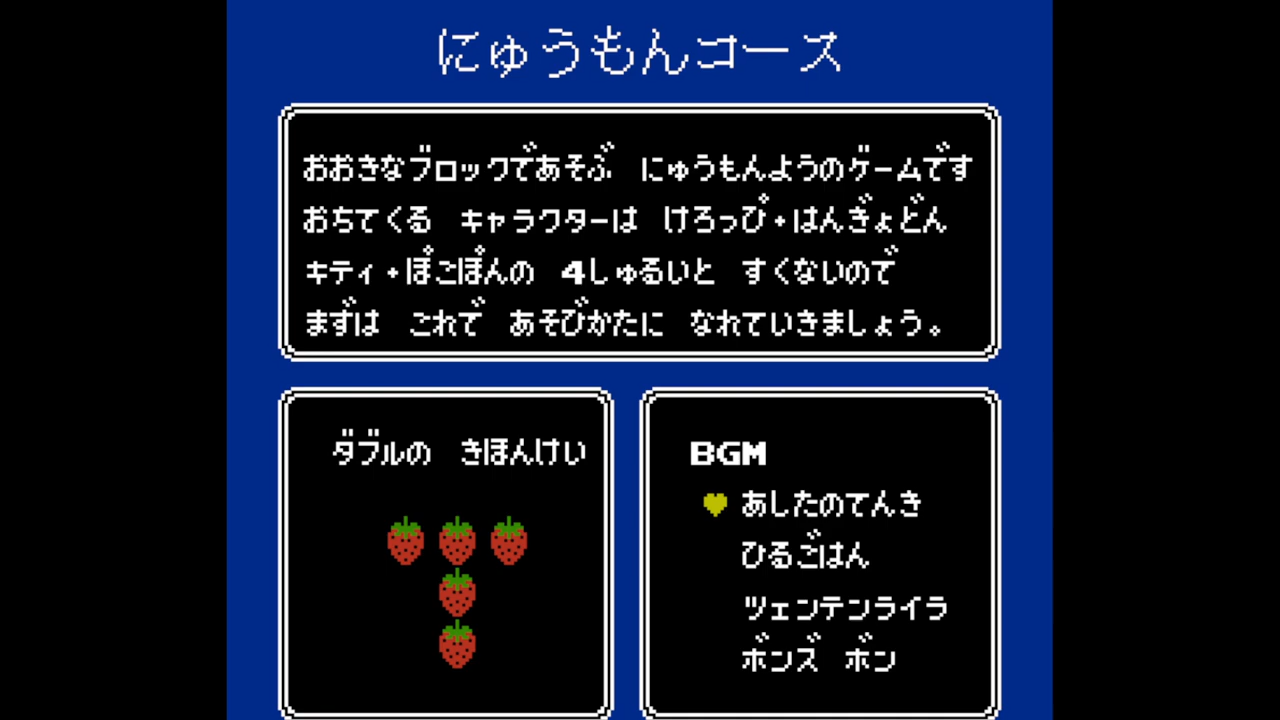 にゅうもんコース
おおきなブロックであそぶ にゅうもんようのゲームです
おちてくる キャラクターは けろっぴ・はんぎょどん
キティ・ぽこぽんの 4しゅるいと すくないので
まずは これで あそびかたに なれていきましょう。
ダブルの きほんけい
BGM
あしたのてんき
ひるごはん
ツェンテンライラ
ボンズ ボン